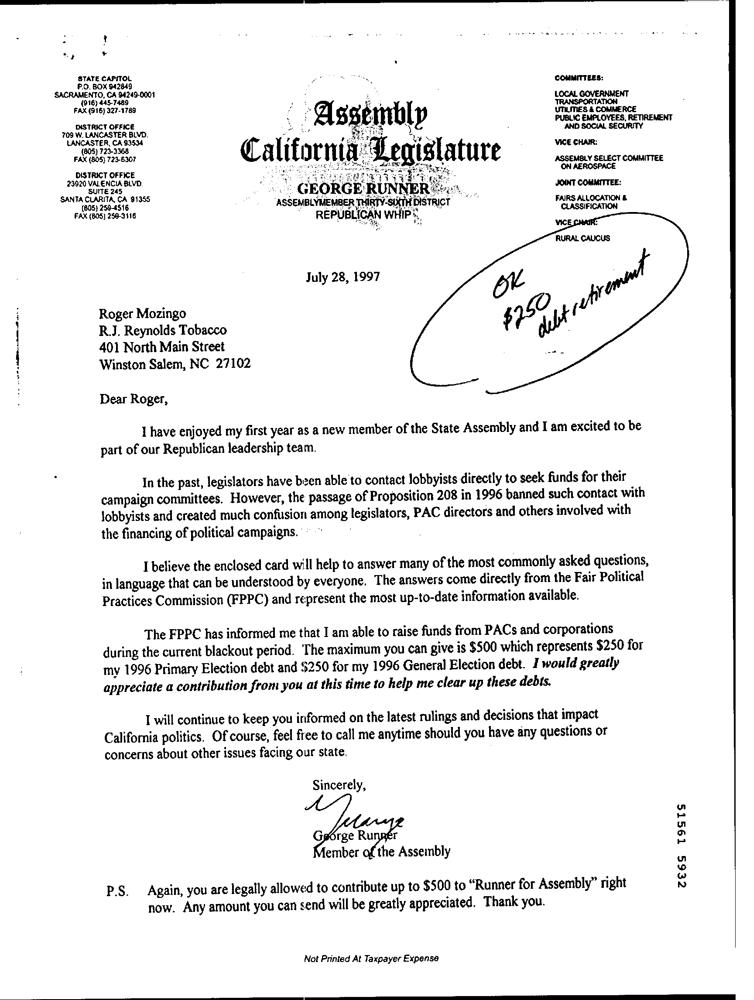 STATE CAPITOL
P.O. BOX 942849
SACRAMENTO, CA 94249-0001
(916) 445-7489
FAX (916) 327-1789
DISTRICT OFFICE
709 W. LANCASTER BLVD.
LANCASTER, CA 93534
(805) 723-3368
FAX (805) 723-6307
DISTRICT OFFICE
23920 VALENCIA BLVD.
SUITE 245
SANTA CLARITA, CA 91355
(805) 259-4516
FAX (805) 259-3116
Assembly
California Legislature
GEORGE RUNNER
ASSEMBLYMEMBER THIRTY-SIXTH DISTRICT
REPUBLICAN WHIP
COMMITTEES:
LOCAL GOVERNMENT
TRANSPORTATION
UTILITIES & COMMERCE
PUBLIC EMPLOYEES, RETIREMENT
AND SOCIAL SECURITY
VICE CHAIR:
ASSEMBLY SELECT COMMITTEE
ON AEROSPACE
JOINT COMMITTEE:
FAIRS ALLOCATION &
CLASSIFICATION
VICE CHAIR:
RURAL CAUCUS
OK
$250
debt retirement
July 28, 1997
Roger Mozingo
R.J. Reynolds Tobacco
401 North Main Street
Winston Salem, NC 27102
Dear Roger,
I have enjoyed my first year as a new member of the State Assembly and I am excited to be
part of our Republican leadership team.
In the past, legislators have been able to contact lobbyists directly to seek funds for their
campaign committees. However, the passage of Proposition 208 in 1996 banned such contact with
lobbyists and created much confusion among legislators, PAC directors and others involved with
the financing of political campaigns.
I believe the enclosed card will help to answer many of the most commonly asked questions,
in language that can be understood by everyone. The answers come directly from the Fair Political
Practices Commission (FPPC) and represent the most up-to-date information available.
The FPPC has informed me that I am able to raise funds from PACs and corporations
during the current blackout period. The maximum you can give is $500 which represents $250 for
my 1996 Primary Election debt and $250 for my 1996 General Election debt. I would greatly
appreciate a contribution from you at this time to help me clear up these debts.
I will continue to keep you informed on the latest rulings and decisions that impact
California politics. Of course, feel free to call me anytime should you have any questions or
concerns about other issues facing our state.
Sincerely,
George
George Runner
Member of the Assembly
P.S. Again, you are legally allowed to contribute up to $500 to "Runner for Assembly" right
now. Any amount you can send will be greatly appreciated. Thank you.
Not Printed At Taxpayer Expense
51561 5932